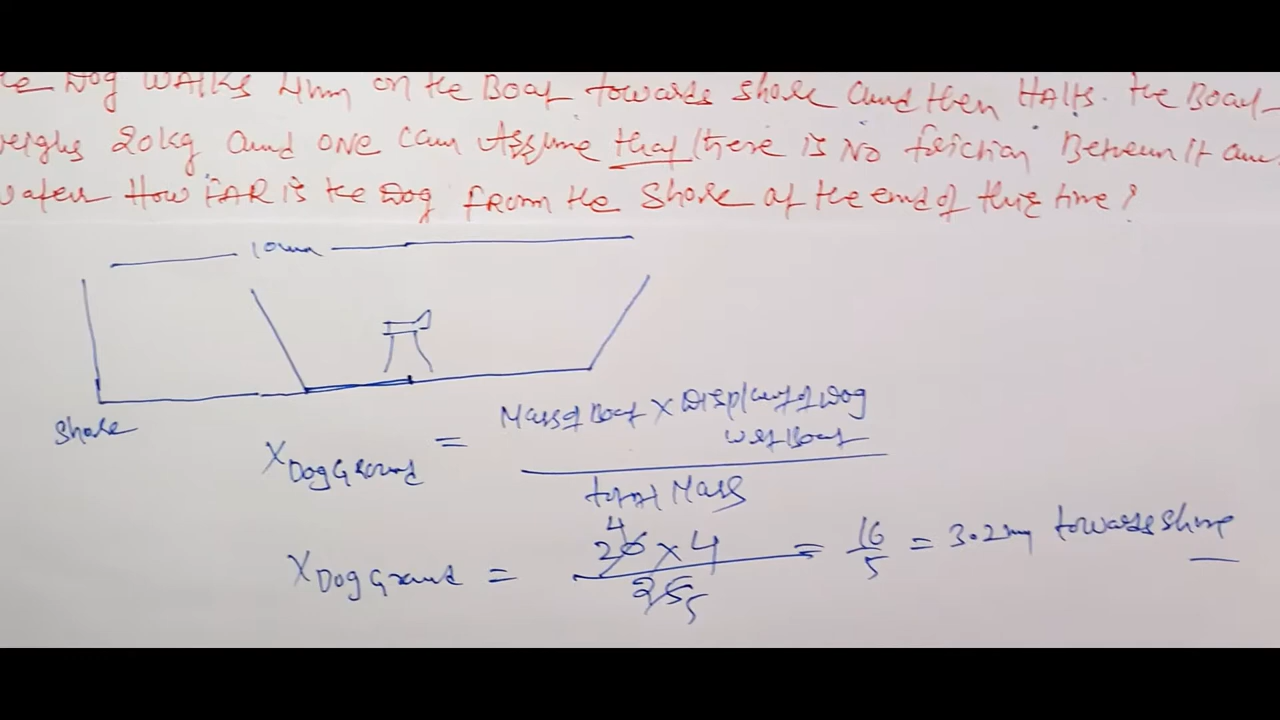 Dog WALKS 4m on the Boat towards shore and then HAlts. the Boat
weighs 20kg and ONE can Assume that there is No friction Between It and
water How FAR is the Dog FROM the Shore at the end of this time?
10m
Shore
Mass of Boat X Displacement of Dog
w.r.t Boat
X Dog Ground =
total Mass
4
X Dog Ground = 20 x 4 = 16 = 3.2m towards shore
25 5 5